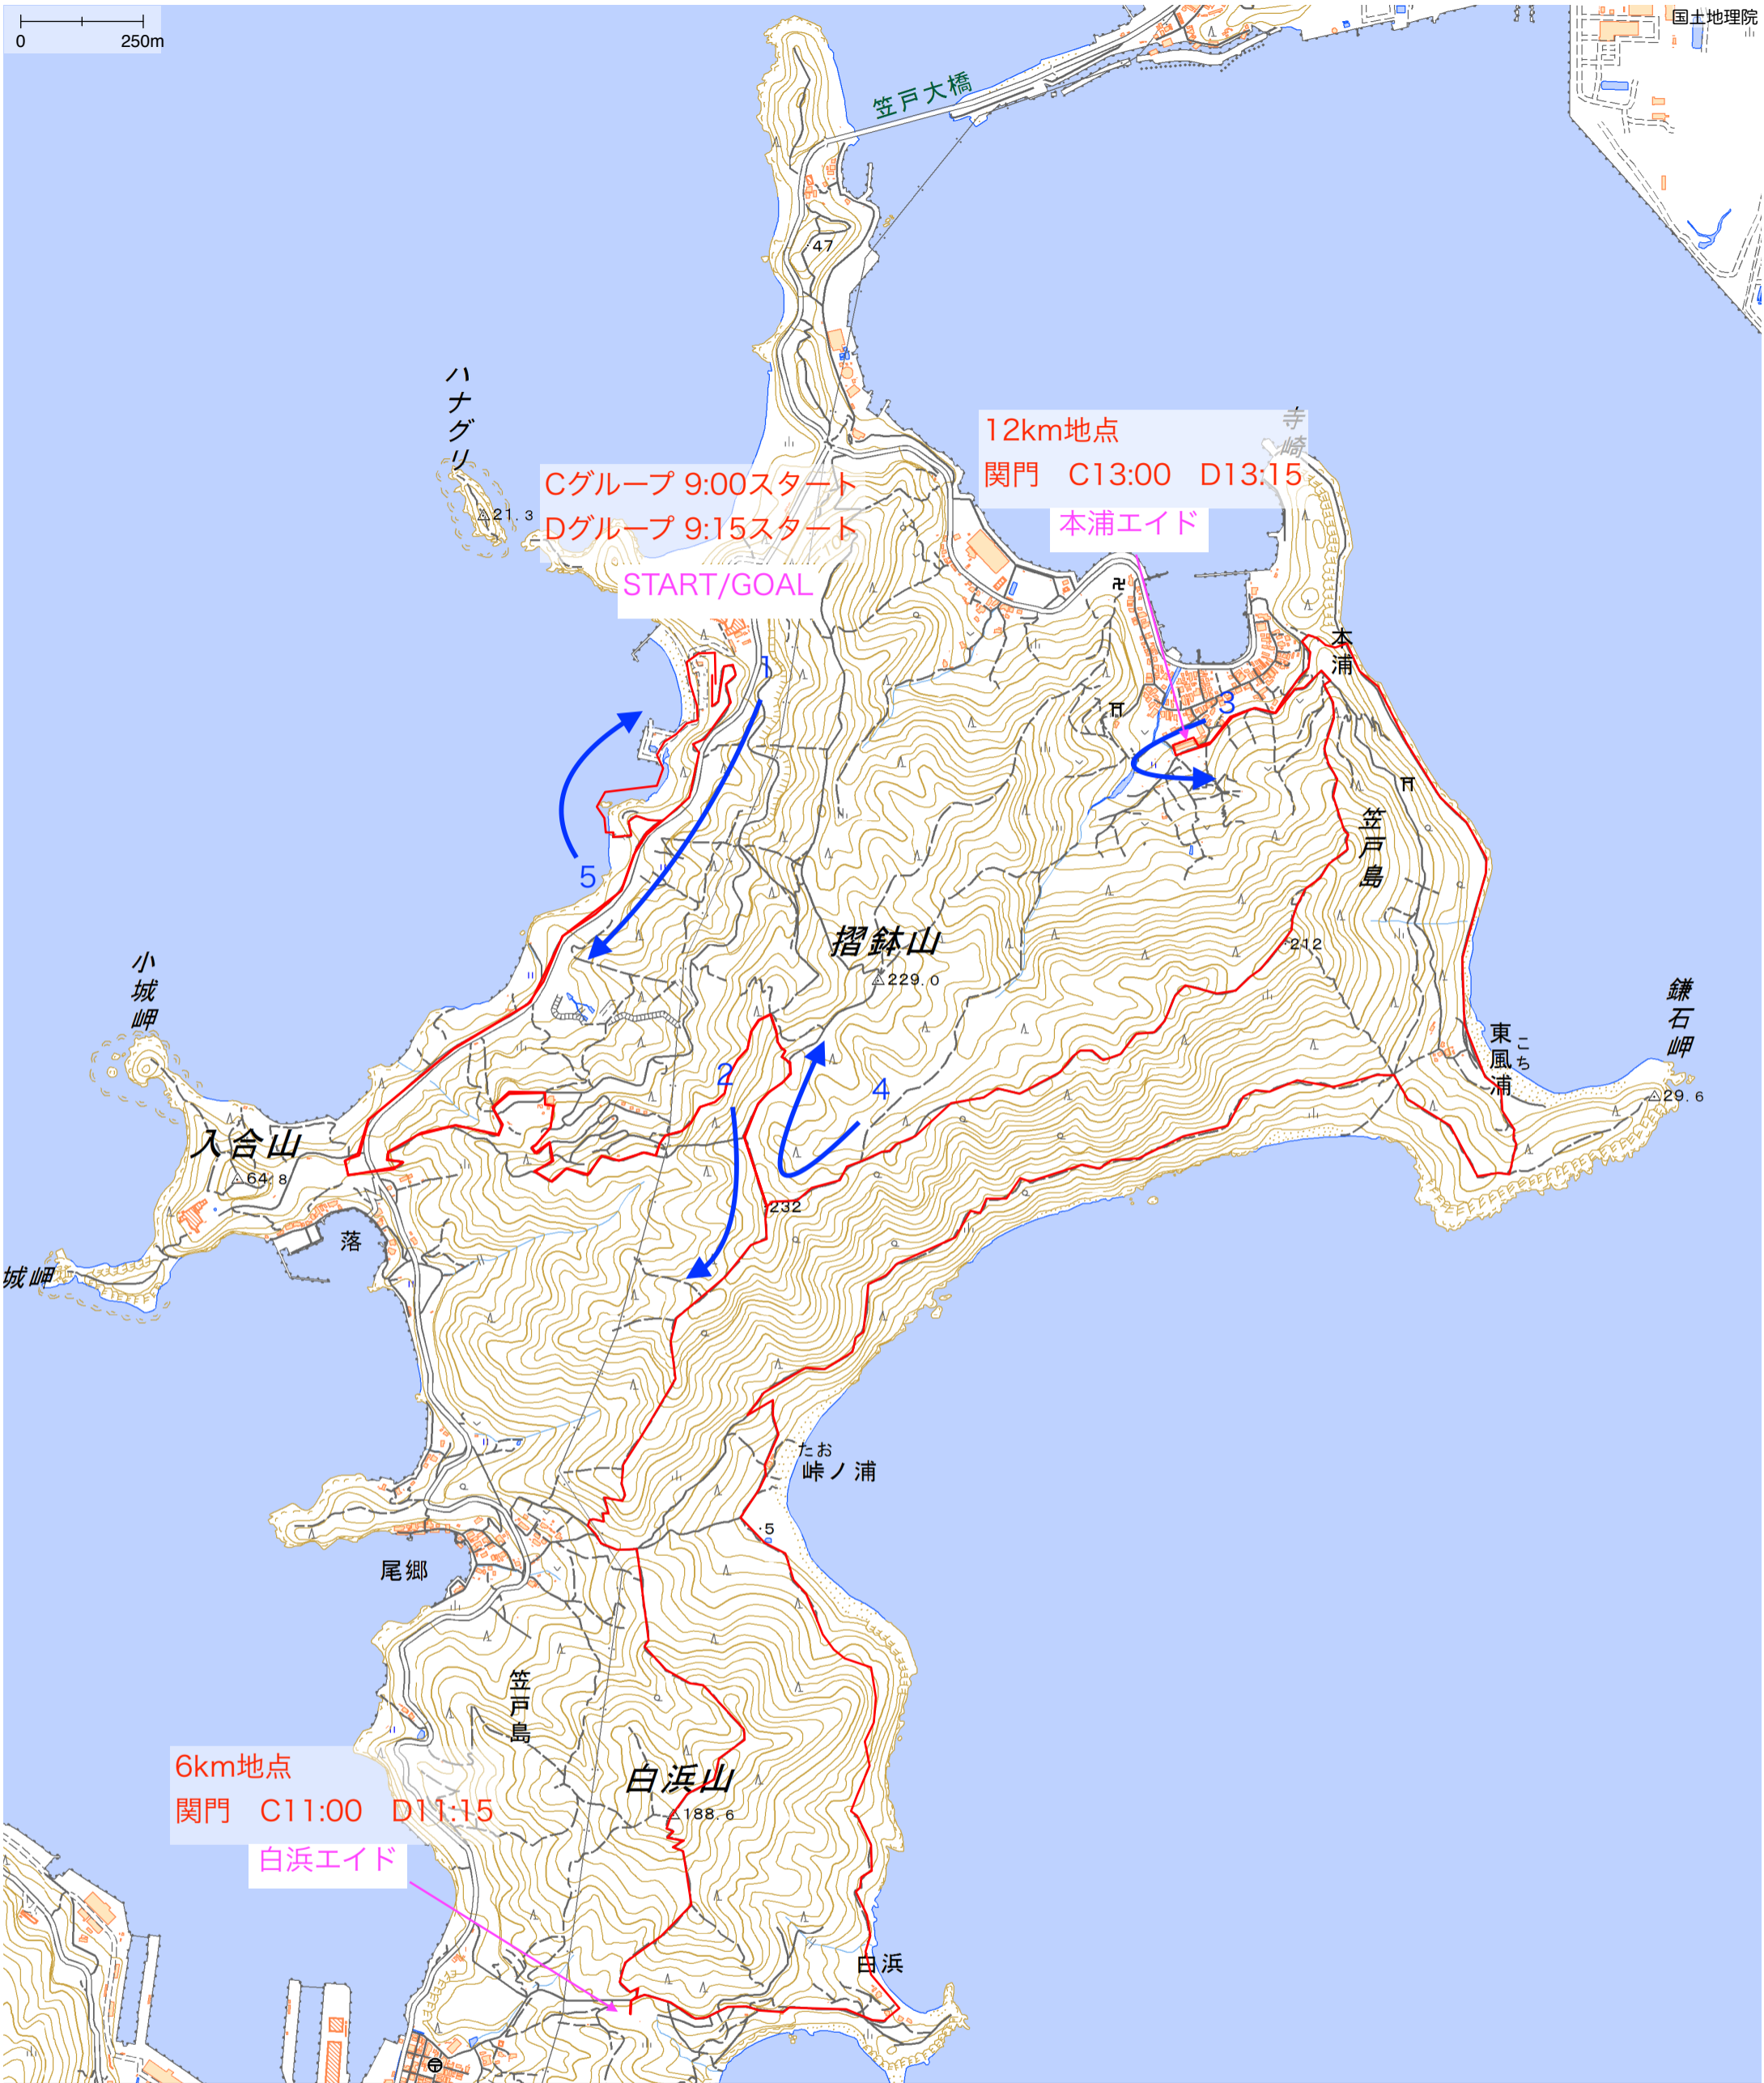 0 250m
国土地理院
笠戸大橋
47
ハナグリ
21.3
寺崎
12km地点
関門 C13:00 D13:15
本浦エイド
Cグループ 9:00スタート
Dグループ 9:15スタート
START/GOAL
本浦
1
3
5
笠戸島
212
摺鉢山
229.0
小城岬
鎌石岬
東風浦
こち
29.6
2
4
入合山
64.8
232
落
城岬
たお
峠ノ浦
5
尾郷
笠戸島
白浜山
188.6
6km地点
関門 C11:00 D11:15
白浜エイド
白浜